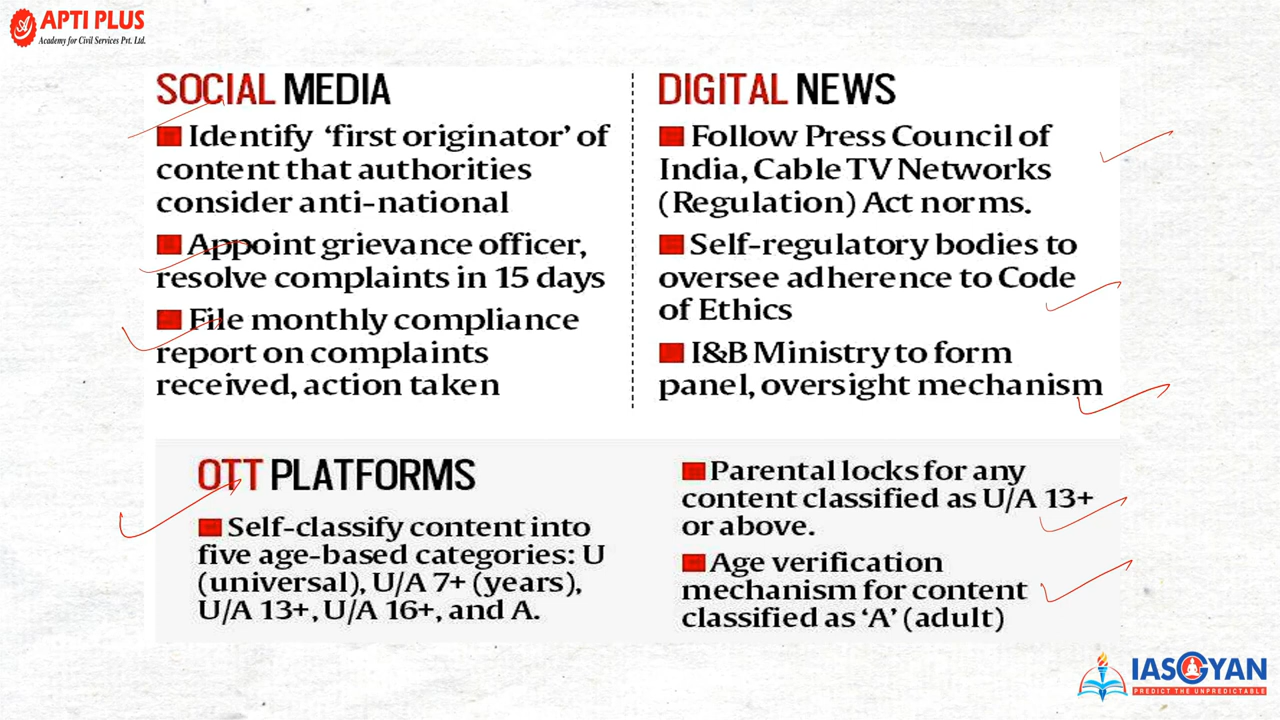 APTI PLUS
Academy for Civil Services Pvt. Ltd.
SOCIAL MEDIA
Identify ‘first originator’ of
content that authorities
consider anti-national
Appoint grievance officer,
resolve complaints in 15 days
File monthly compliance
report on complaints
received, action taken
DIGITAL NEWS
Follow Press Council of
India, Cable TV Networks
(Regulation) Act norms.
Self-regulatory bodies to
oversee adherence to Code
of Ethics
I&B Ministry to form
panel, oversight mechanism
OTT PLATFORMS
Self-classify content into
five age-based categories: U
(universal), U/A 7+ (years),
U/A 13+, U/A 16+, and A.
Parental locks for any
content classified as U/A 13+
or above.
Age verification
mechanism for content
classified as ‘A’ (adult)
IASGYAN
PREDICT THE UNPREDICTABLE